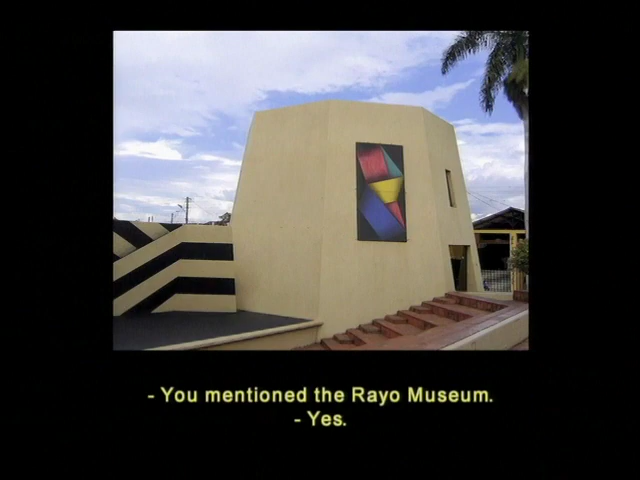 - You mentioned the Rayo Museum.
- Yes.